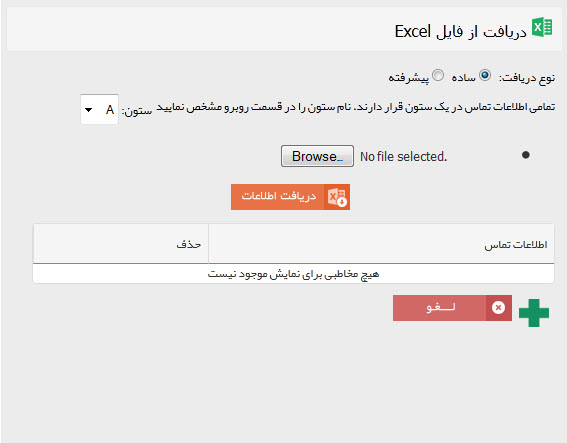 دریافت از فایل Excel
نوع دریافت: ساده پیشرفته
تمامی اطلاعات تماس در یک ستون قرار دارند. نام ستون را در قسمت روبرو مشخص نمایید ستون: A
Browse_ No file selected.
دریافت اطلاعات
اطلاعات تماس حذف
هیچ مخاطبی برای نمایش موجود نیست
لـــغو